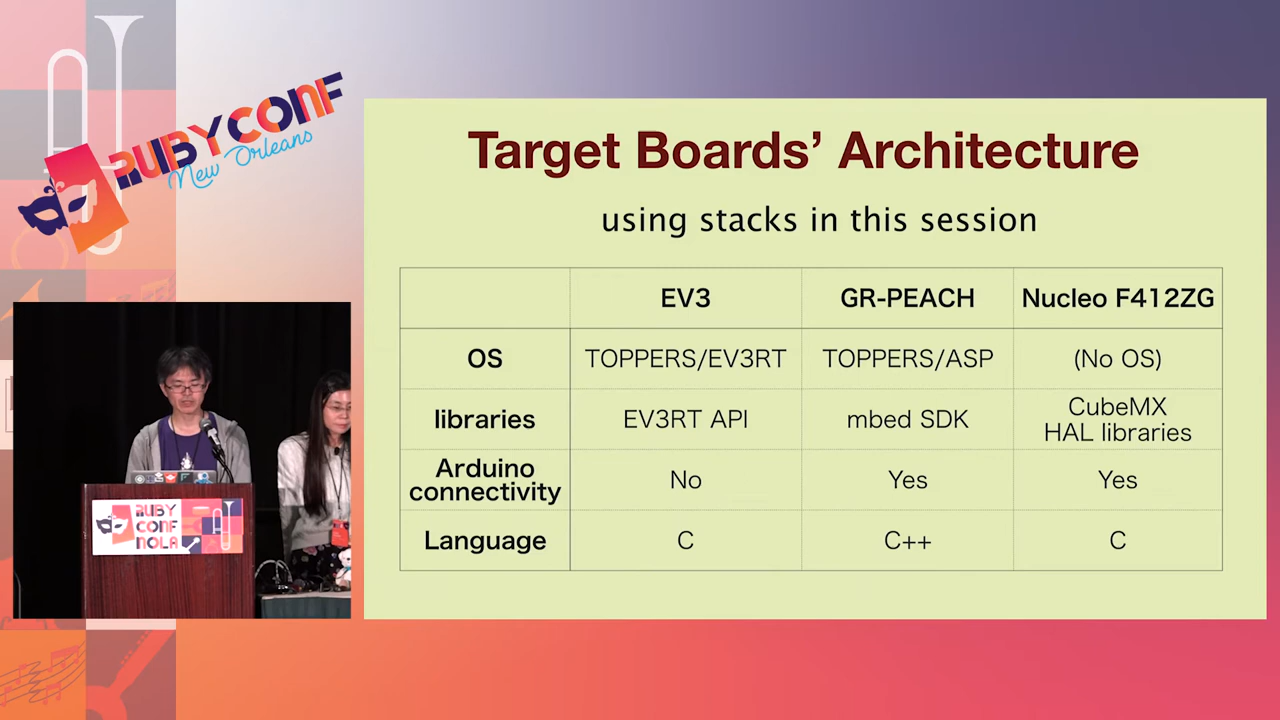 RUBYCONF
New Orleans
RUBY
CONF
NOLA
Target Boards’ Architecture
using stacks in this session
EV3 GR-PEACH Nucleo F412ZG
OS TOPPERS/EV3RT TOPPERS/ASP (No OS)
libraries EV3RT API mbed SDK CubeMX
HAL libraries
Arduino
connectivity No Yes Yes
Language C C++ C